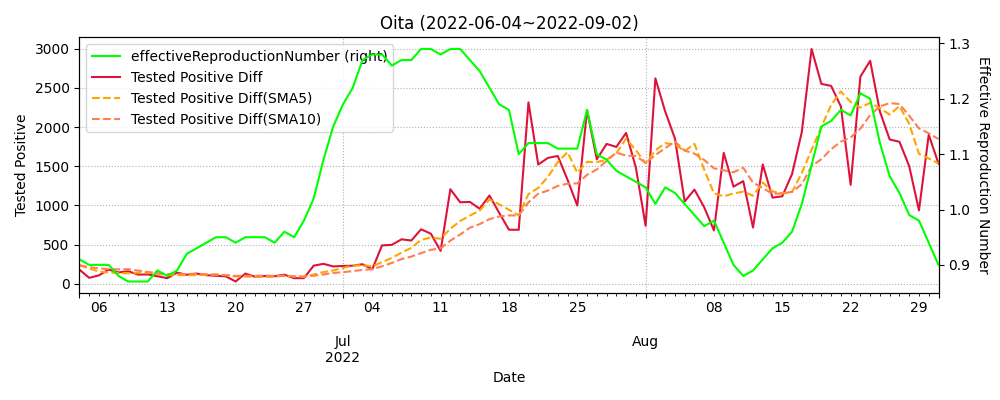 Oita (2022-06-04~2022-09-02)
effectiveReproductionNumber (right)
Tested Positive Diff
Tested Positive Diff(SMA5)
Tested Positive Diff(SMA10)
Tested Positive
3000
2500
2000
1500
1000
500
0
1.3
1.2
1.1
1.0
0.9
Effective Reproduction Number
06 13 20 27 04 11 18 25 08 15 22 29
Jul Aug
2022
Date